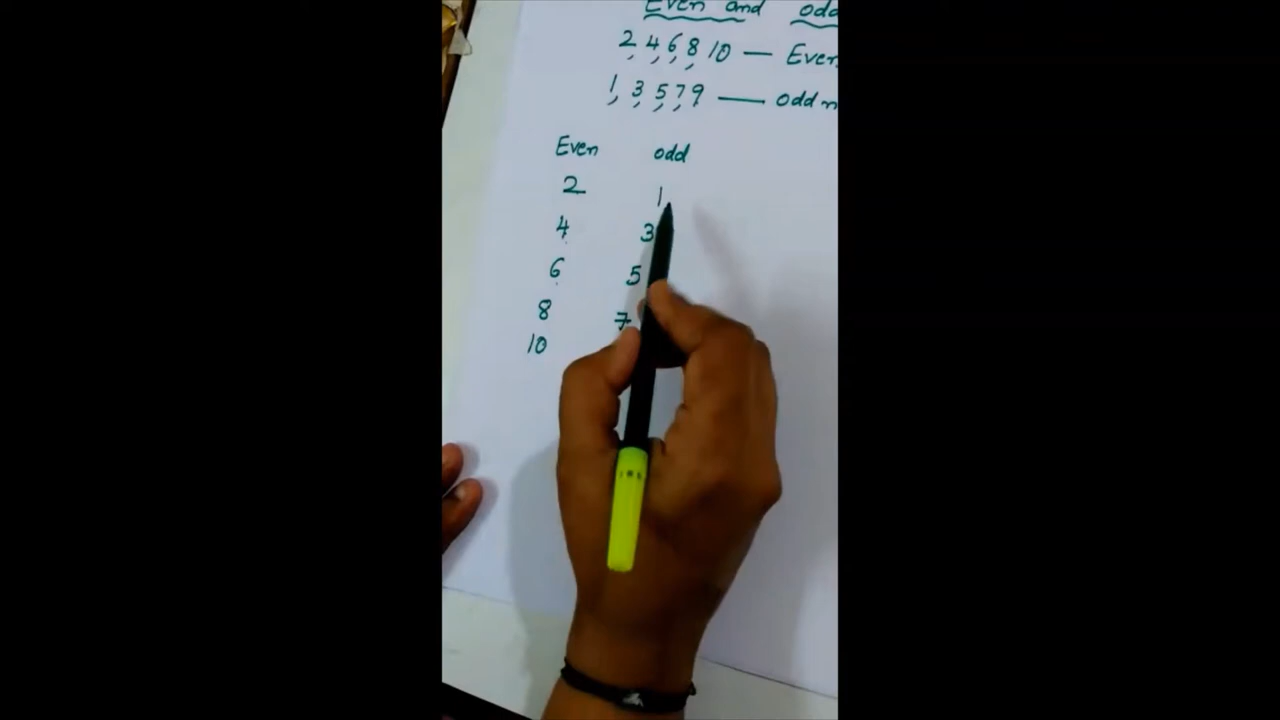 Even and odd
2, 4, 6, 8, 10 — Even
1, 3, 5, 7, 9 — odd n
Even odd
2 1
4 3
6 5
8 7
10